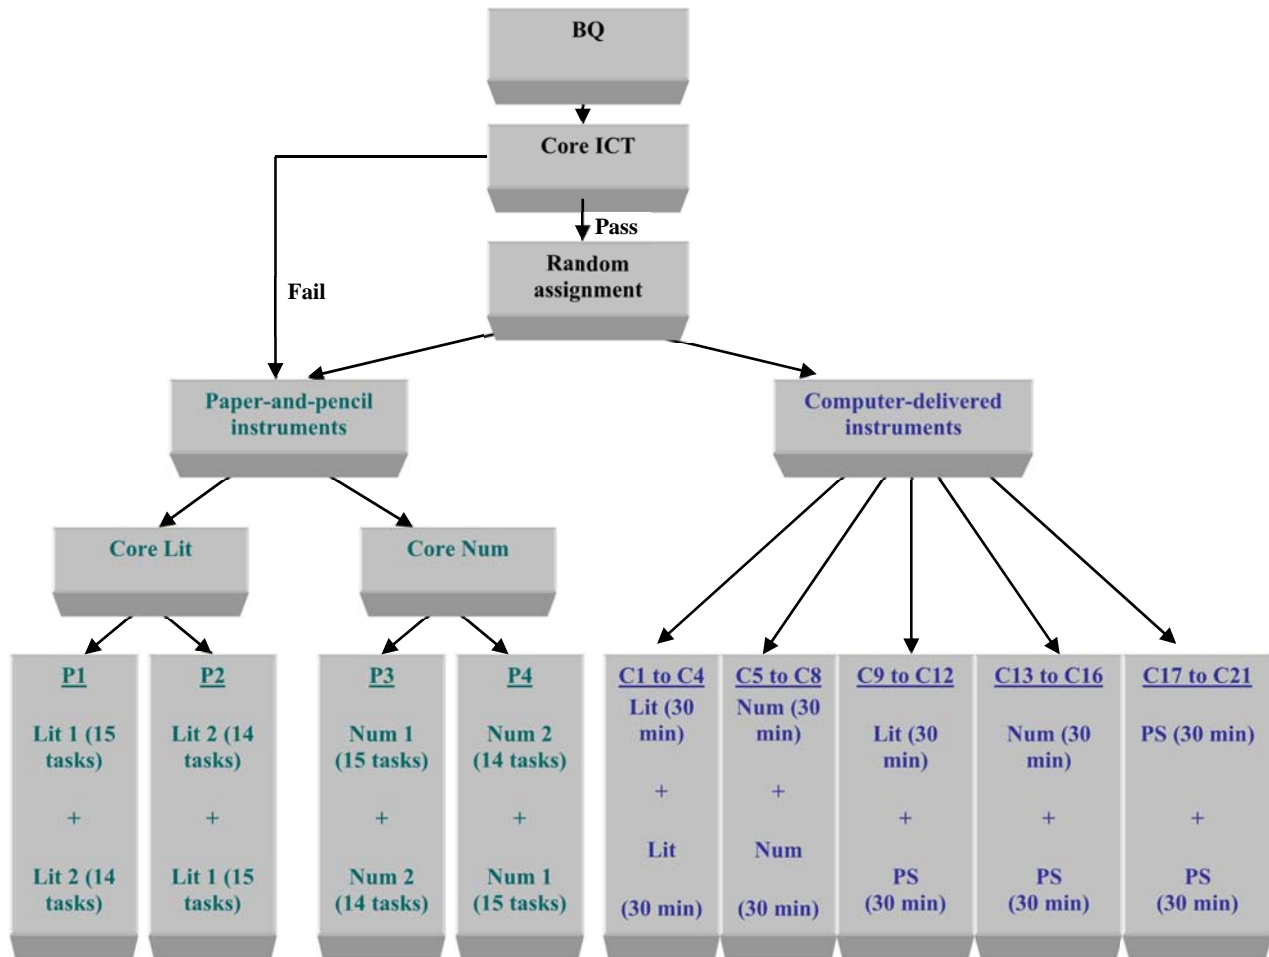 BQ
Core ICT
Pass
Random
assignment
Fail
Paper-and-pencil
instruments
Computer-delivered
instruments
Core Lit
Core Num
P1
Lit 1 (15
tasks)
+
Lit 2 (14
tasks)
P2
Lit 2 (14
tasks)
+
Lit 1 (15
tasks)
P3
Num 1
(15 tasks)
+
Num 2
(14 tasks)
P4
Num 2
(14 tasks)
+
Num 1
(15 tasks)
C1 to C4
Lit (30
min)
+
Lit
(30 min)
C5 to C8
Num (30
min)
+
Num
(30 min)
C9 to C12
Lit (30
min)
+
PS
(30 min)
C13 to C16
Num (30
min)
+
PS
(30 min)
C17 to C21
PS (30 min)
+
PS
(30 min)